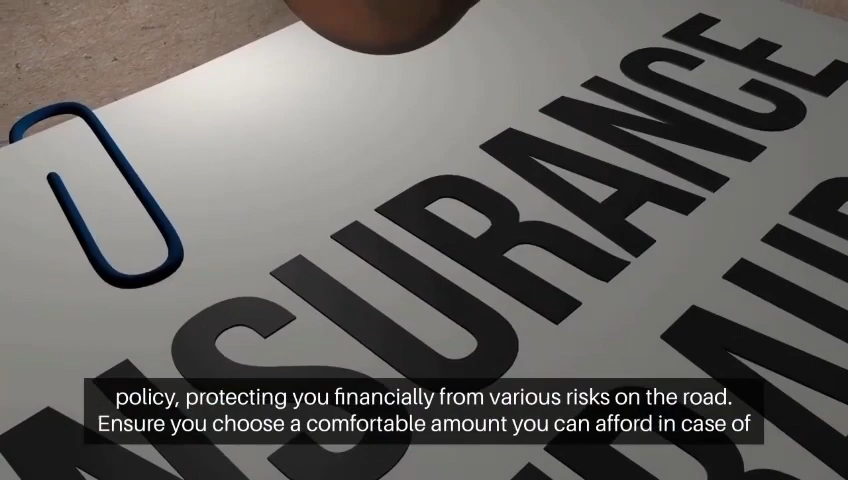 INSURANCE
FRAUD
policy, protecting you financially from various risks on the road.
Ensure you choose a comfortable amount you can afford in case of